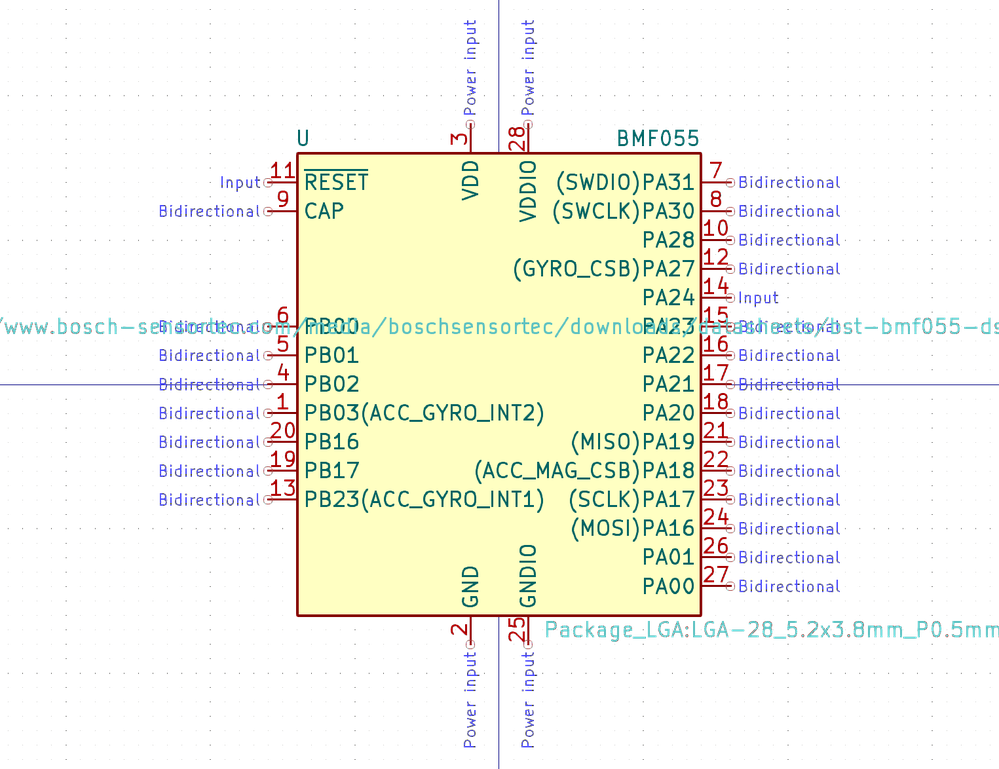 Power input Power input
3 28
U BMF055
VDD VDDIO
Input 11 RESET (SWDIO)PA31 7 Bidirectional
Bidirectional 9 CAP (SWCLK)PA30 8 Bidirectional
PA28 10 Bidirectional
(GYRO_CSB)PA27 12 Bidirectional
PA24 14 Input
Bidirectional 6 PB00 PA23 15 Bidirectional
/www.bosch-sensortec.com/media/boschsensortec/downloads/datasheets/bst-bmf055-ds
Bidirectional 5 PB01 PA22 16 Bidirectional
Bidirectional 4 PB02 PA21 17 Bidirectional
Bidirectional 1 PB03(ACC_GYRO_INT2) PA20 18 Bidirectional
Bidirectional 20 PB16 (MISO)PA19 21 Bidirectional
Bidirectional 19 PB17 (ACC_MAG_CSB)PA18 22 Bidirectional
Bidirectional 13 PB23(ACC_GYRO_INT1) (SCLK)PA17 23 Bidirectional
(MOSI)PA16 24 Bidirectional
PA01 26 Bidirectional
PA00 27 Bidirectional
GND GNDIO
2 25
Package_LGA:LGA-28_5.2x3.8mm_P0.5mm
Power input Power input